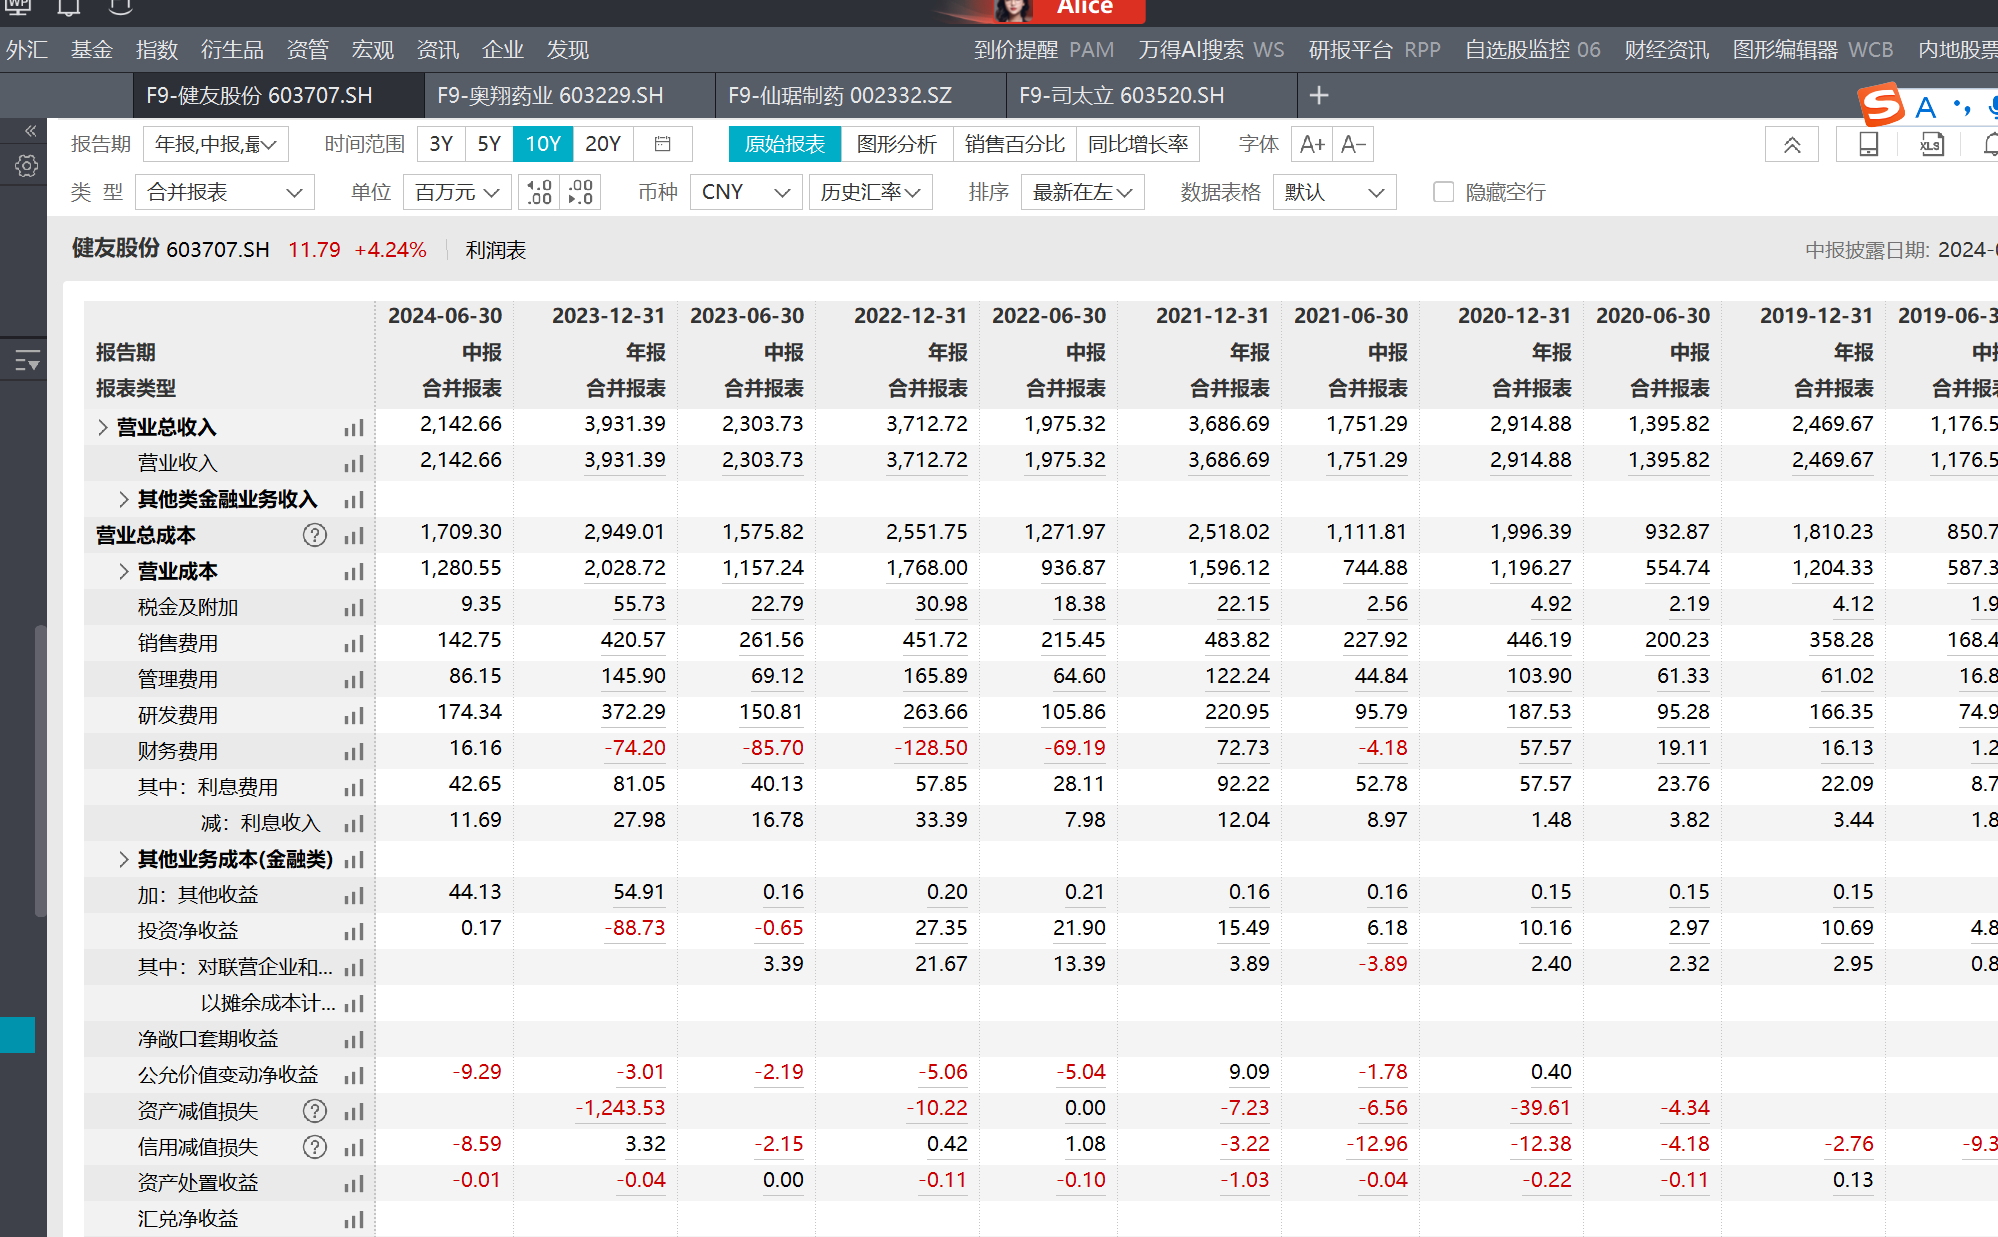 Alice
外汇 基金 指数 衍生品 资管 宏观 资讯 企业 发现 到价提醒 PAM 万得AI搜索 WS 研报平台 RPP 自选股监控 06 财经资讯 图形编辑器 WCB 内地股票
F9-健友股份 603707.SH F9-奥翔药业 603229.SH F9-仙琚制药 002332.SZ F9-司太立 603520.SH +
报告期 年报,中报,最 时间范围 3Y 5Y 10Y 20Y 原始报表 图形分析 销售百分比 同比增长率 字体 A+ A- XLS
类 型 合并报表 单位 百万元 币种 CNY 历史汇率 排序 最新在左 数据表格 默认 隐藏空行
健友股份 603707.SH 11.79 +4.24% 利润表 中报披露日期: 2024-
2024-06-30 2023-12-31 2023-06-30 2022-12-31 2022-06-30 2021-12-31 2021-06-30 2020-12-31 2020-06-30 2019-12-31 2019-06-3
报告期 中报 年报 中报 年报 中报 年报 中报 年报 中报 年报 中
报表类型 合并报表 合并报表 合并报表 合并报表 合并报表 合并报表 合并报表 合并报表 合并报表 合并报表 合并报
营业总收入 2,142.66 3,931.39 2,303.73 3,712.72 1,975.32 3,686.69 1,751.29 2,914.88 1,395.82 2,469.67 1,176.5
营业收入 2,142.66 3,931.39 2,303.73 3,712.72 1,975.32 3,686.69 1,751.29 2,914.88 1,395.82 2,469.67 1,176.5
其他类金融业务收入
营业总成本 ? 1,709.30 2,949.01 1,575.82 2,551.75 1,271.97 2,518.02 1,111.81 1,996.39 932.87 1,810.23 850.7
营业成本 1,280.55 2,028.72 1,157.24 1,768.00 936.87 1,596.12 744.88 1,196.27 554.74 1,204.33 587.3
税金及附加 9.35 55.73 22.79 30.98 18.38 22.15 2.56 4.92 2.19 4.12 1.9
销售费用 142.75 420.57 261.56 451.72 215.45 483.82 227.92 446.19 200.23 358.28 168.4
管理费用 86.15 145.90 69.12 165.89 64.60 122.24 44.84 103.90 61.33 61.02 16.8
研发费用 174.34 372.29 150.81 263.66 105.86 220.95 95.79 187.53 95.28 166.35 74.9
财务费用 16.16 -74.20 -85.70 -128.50 -69.19 72.73 -4.18 57.57 19.11 16.13 1.2
其中: 利息费用 42.65 81.05 40.13 57.85 28.11 92.22 52.78 57.57 23.76 22.09 8.7
减: 利息收入 11.69 27.98 16.78 33.39 7.98 12.04 8.97 1.48 3.82 3.44 1.8
其他业务成本(金融类)
加: 其他收益 44.13 54.91 0.16 0.20 0.21 0.16 0.16 0.15 0.15 0.15
投资净收益 0.17 -88.73 -0.65 27.35 21.90 15.49 6.18 10.16 2.97 10.69 4.8
其中: 对联营企业和... 3.39 21.67 13.39 3.89 -3.89 2.40 2.32 2.95 0.8
以摊余成本计...
净敞口套期收益
公允价值变动净收益 -9.29 -3.01 -2.19 -5.06 -5.04 9.09 -1.78 0.40
资产减值损失 ? -1,243.53 -10.22 0.00 -7.23 -6.56 -39.61 -4.34
信用减值损失 ? -8.59 3.32 -2.15 0.42 1.08 -3.22 -12.96 -12.38 -4.18 -2.76 -9.3
资产处置收益 -0.01 -0.04 0.00 -0.11 -0.10 -1.03 -0.04 -0.22 -0.11 0.13
汇兑净收益